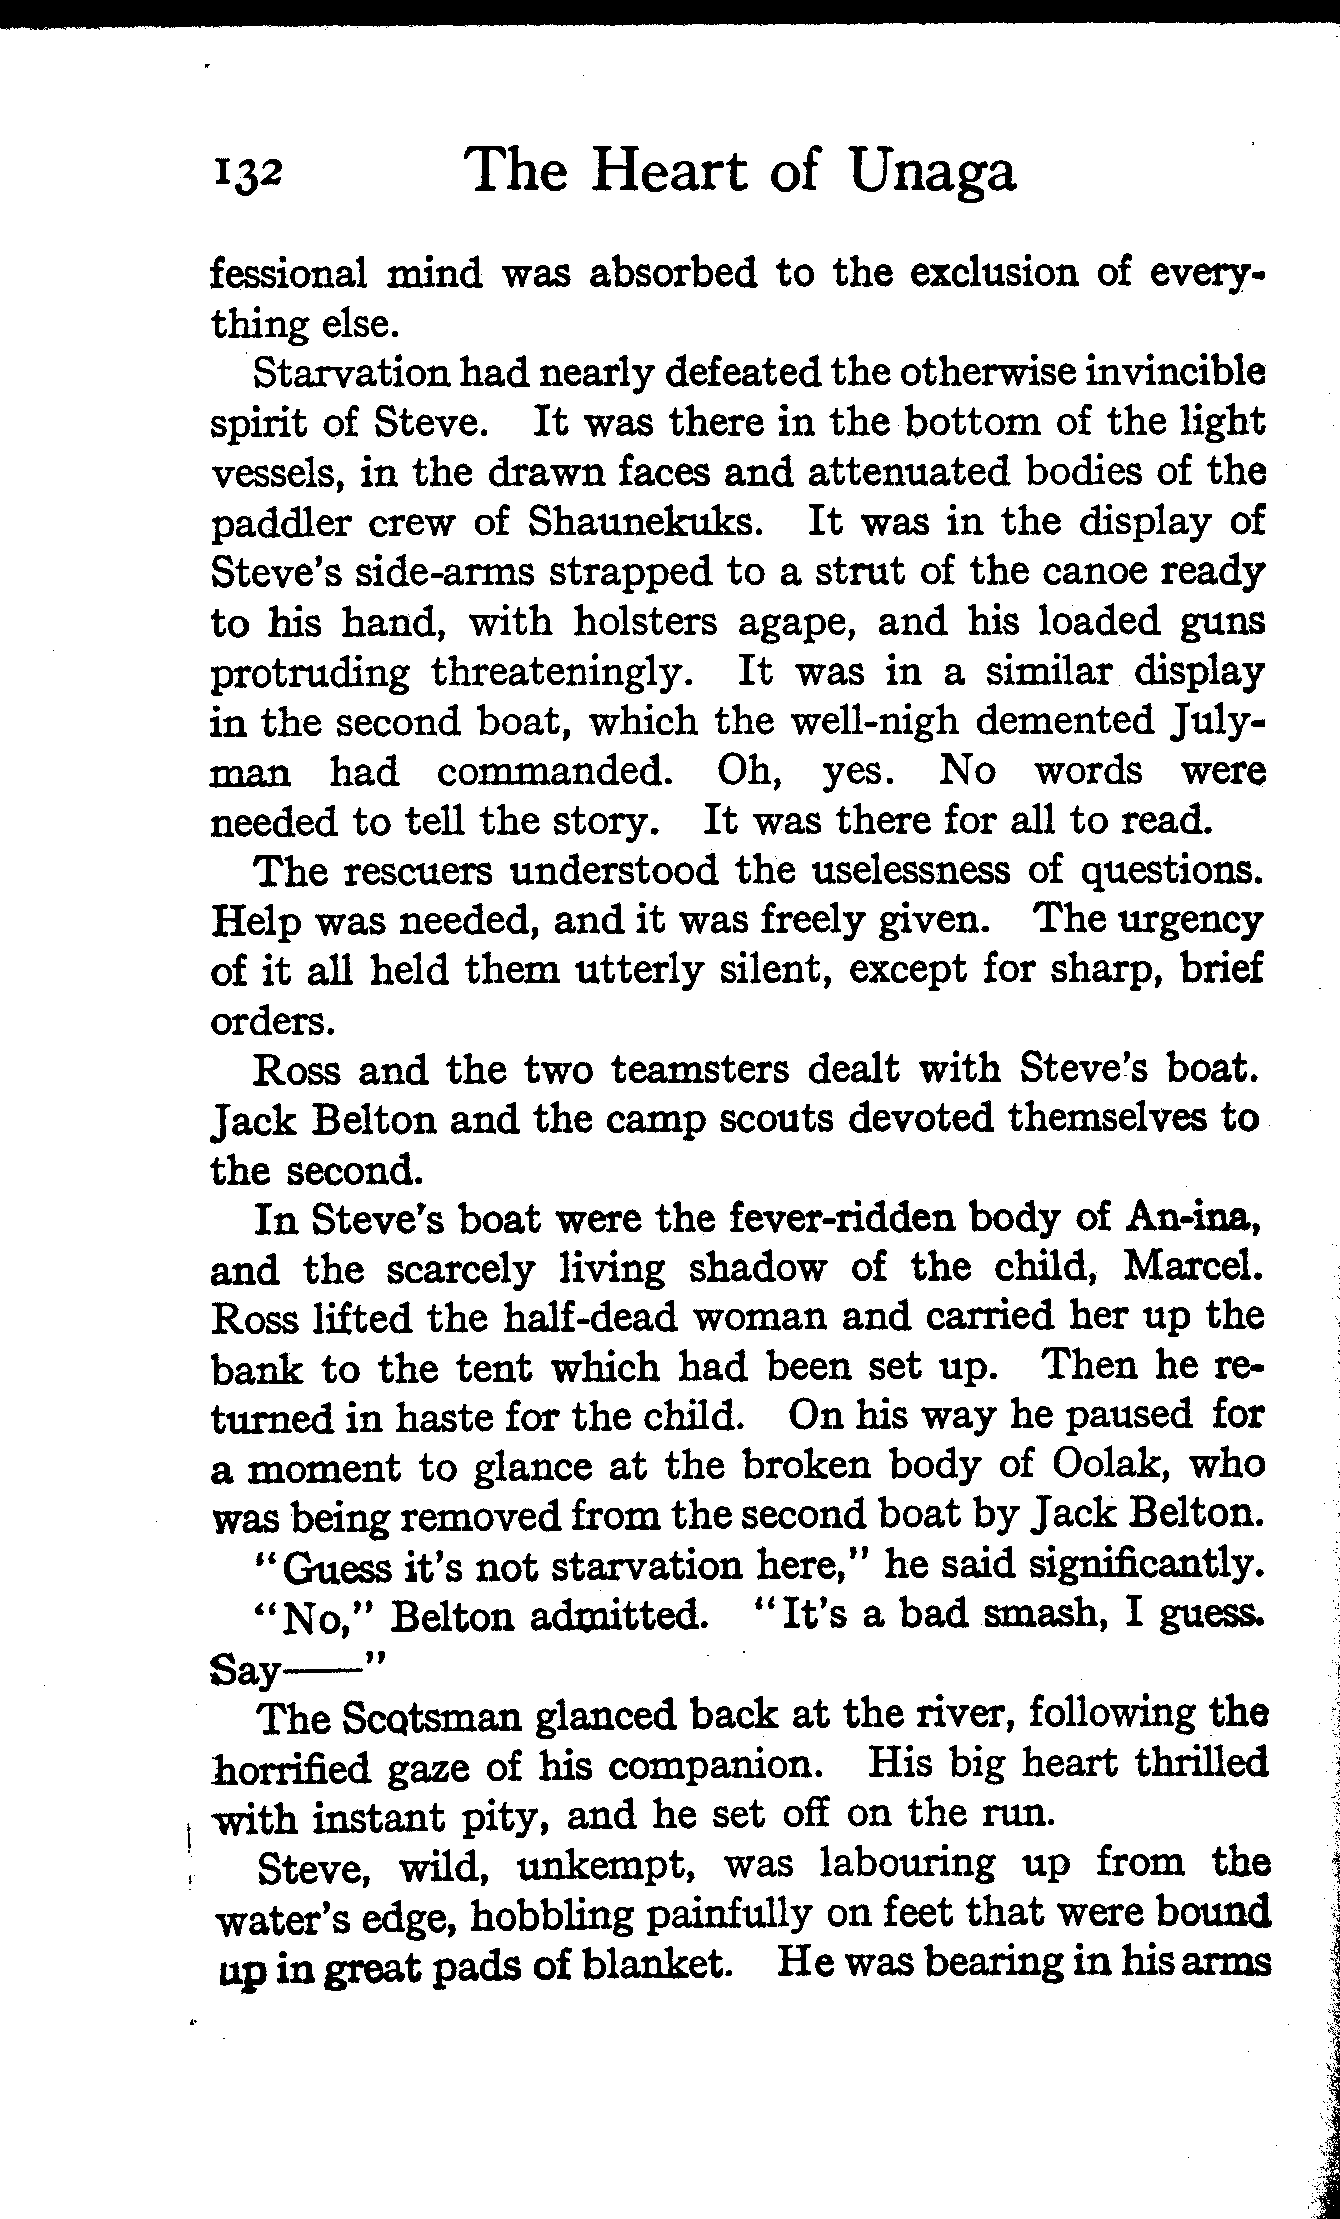 132 The Heart of Unaga
fessional mind was absorbed to the exclusion of every-
thing else.
Starvation had nearly defeated the otherwise invincible
spirit of Steve. It was there in the bottom of the light
vessels, in the drawn faces and attenuated bodies of the
paddler crew of Shaunekuks. It was in the display of
Steve's side-arms strapped to a strut of the canoe ready
to his hand, with holsters agape, and his loaded guns
protruding threateningly. It was in a similar display
in the second boat, which the well-nigh demented July-
man had commanded. Oh, yes. No words were
needed to tell the story. It was there for all to read.
The rescuers understood the uselessness of questions.
Help was needed, and it was freely given. The urgency
of it all held them utterly silent, except for sharp, brief
orders.
Ross and the two teamsters dealt with Steve's boat.
Jack Belton and the camp scouts devoted themselves to
the second.
In Steve's boat were the fever-ridden body of An-ina,
and the scarcely living shadow of the child, Marcel.
Ross lifted the half-dead woman and carried her up the
bank to the tent which had been set up. Then he re-
turned in haste for the child. On his way he paused for
a moment to glance at the broken body of Oolak, who
was being removed from the second boat by Jack Belton.
"Guess it's not starvation here," he said significantly.
"No," Belton admitted. "It's a bad smash, I guess.
Say——"
The Scotsman glanced back at the river, following the
horrified gaze of his companion. His big heart thrilled
with instant pity, and he set off on the run.
Steve, wild, unkempt, was labouring up from the
water's edge, hobbling painfully on feet that were bound
up in great pads of blanket. He was bearing in his arms